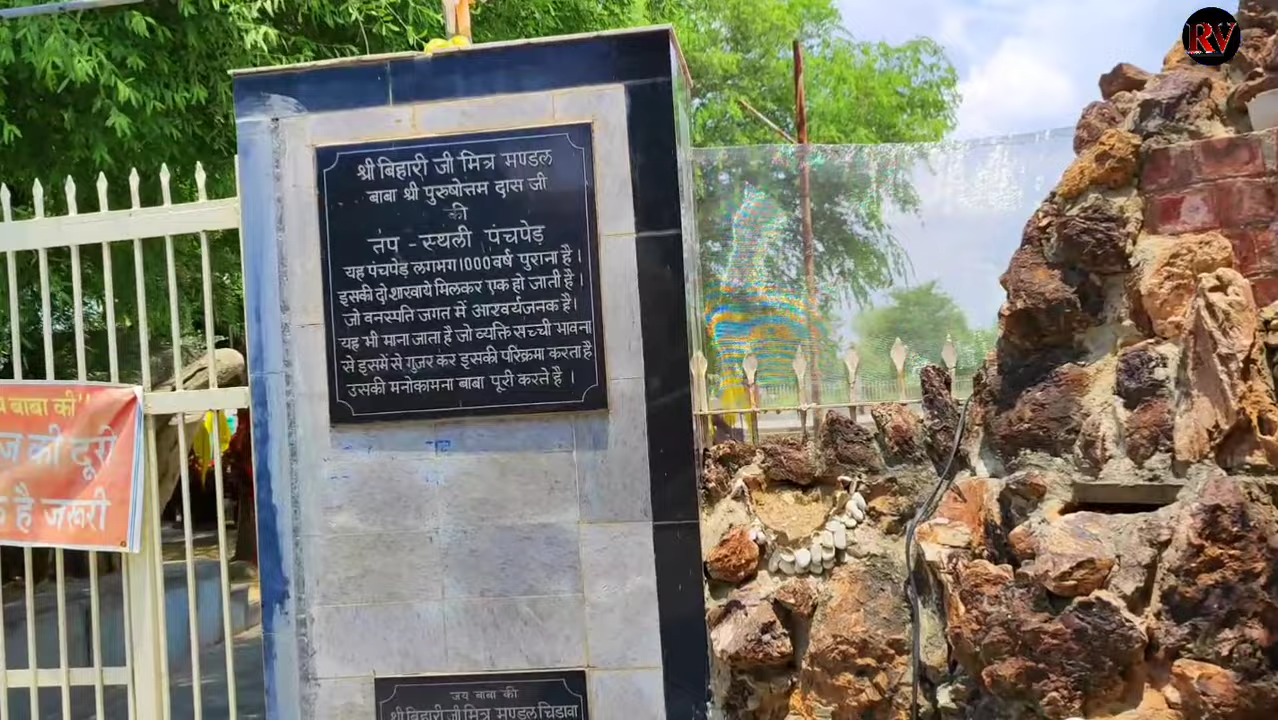 RV
श्री बिहारी जी मित्र मण्डल
बाबा श्री पुरुषोत्तम दास जी
की
तप - स्थली पंचपेड़
यह पंचपेड़ लगभग 1000 वर्ष पुराना है।
इसकी दो शाखाये मिलकर एक हो जाती है।
जो वनस्पति जगत में आश्चर्यजनक है।
यह भी माना जाता है जो व्यक्ति सच्ची भावना
से इसमें से गुज़र कर इसकी परिक्रमा करता है
उसकी मनोकामना बाबा पूरी करते है ।
य बाबा की"
ज की दूरी
है जरूरी
जय बाबा की
श्री बिहारी जी मित्र मण्डल चिड़ावा